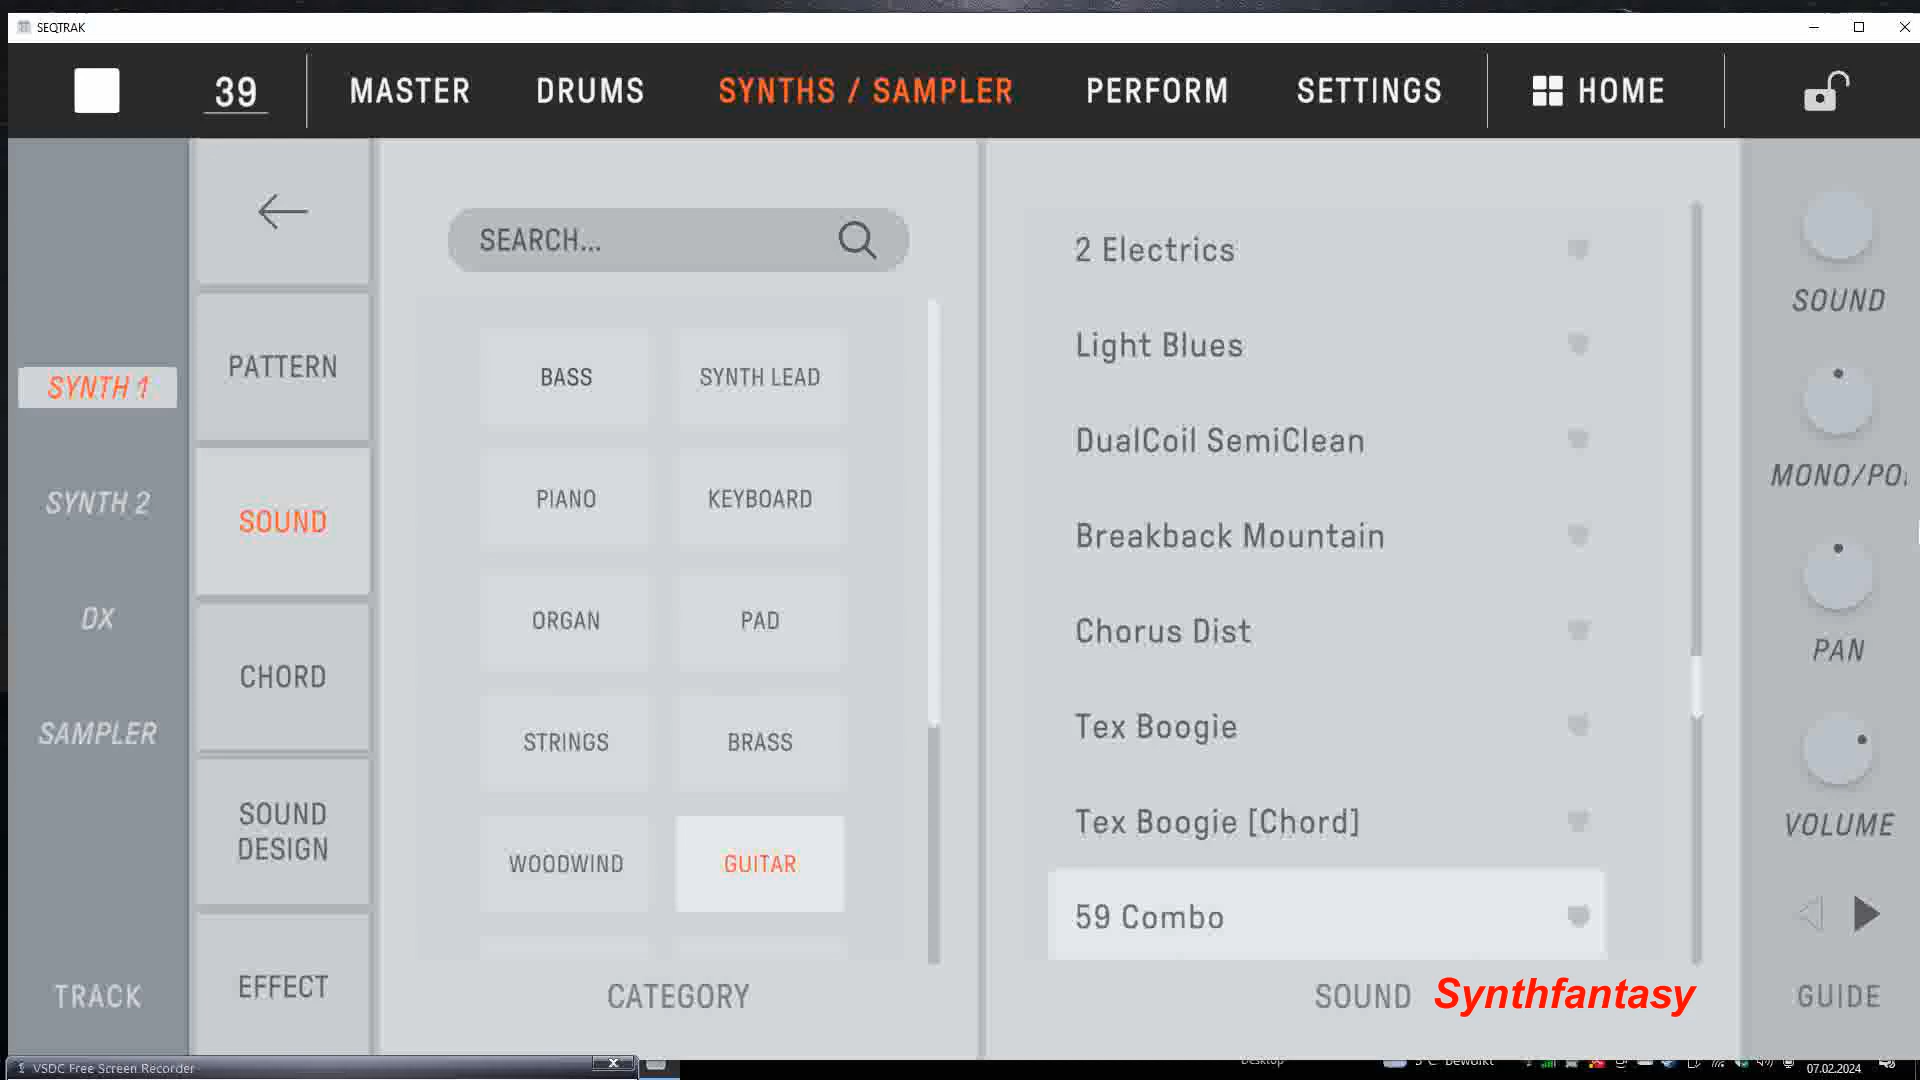 SEQTRAK
39 MASTER DRUMS SYNTHS / SAMPLER PERFORM SETTINGS HOME
SYNTH 1
SYNTH 2
DX
SAMPLER
TRACK
PATTERN
SOUND
CHORD
SOUND
DESIGN
EFFECT
SEARCH...
BASS SYNTH LEAD
PIANO KEYBOARD
ORGAN PAD
STRINGS BRASS
WOODWIND GUITAR
CATEGORY
2 Electrics
Light Blues
DualCoil SemiClean
Breakback Mountain
Chorus Dist
Tex Boogie
Tex Boogie [Chord]
59 Combo
SOUND
Synthfantasy
SOUND
MONO/PO
PAN
VOLUME
GUIDE
VSDC Free Screen Recorder
Desktop
5°C Bewölkt
07.02.2024